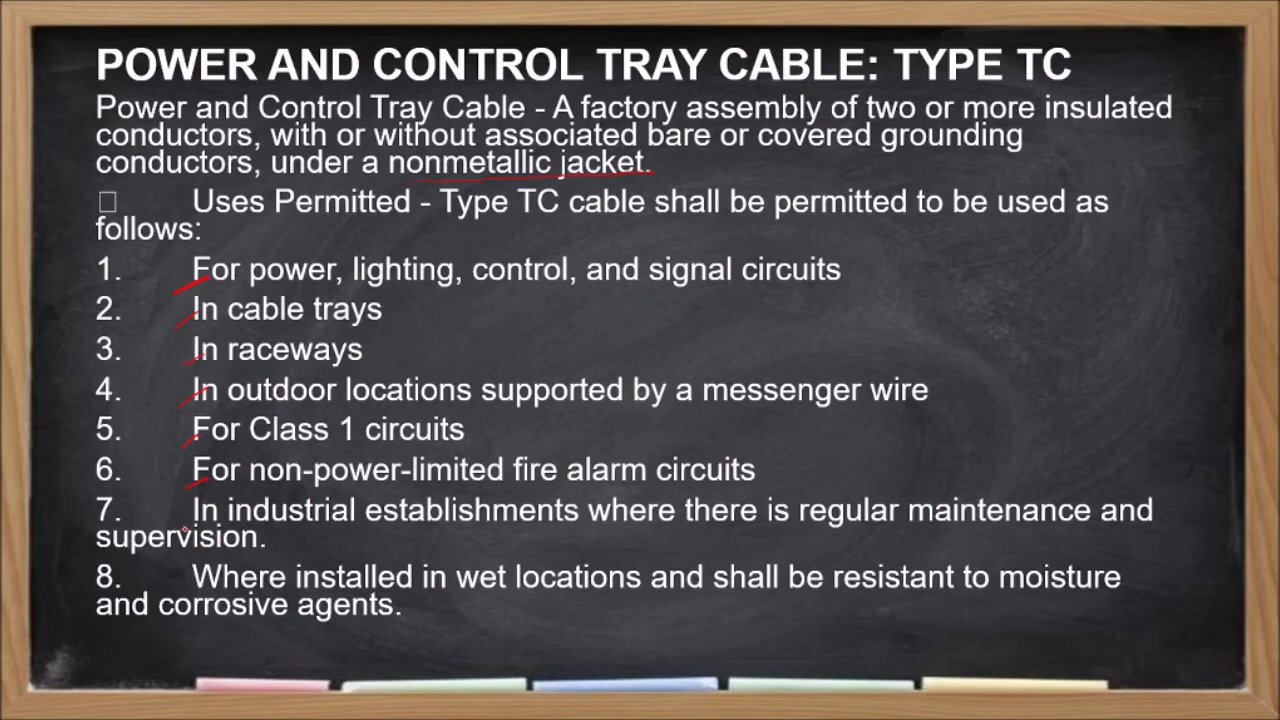 POWER AND CONTROL TRAY CABLE: TYPE TC
Power and Control Tray Cable - A factory assembly of two or more insulated
conductors, with or without associated bare or covered grounding
conductors, under a nonmetallic jacket.
Uses Permitted - Type TC cable shall be permitted to be used as
follows:
1. For power, lighting, control, and signal circuits
2. In cable trays
3. In raceways
4. In outdoor locations supported by a messenger wire
5. For Class 1 circuits
6. For non-power-limited fire alarm circuits
7. In industrial establishments where there is regular maintenance and
supervision.
8. Where installed in wet locations and shall be resistant to moisture
and corrosive agents.